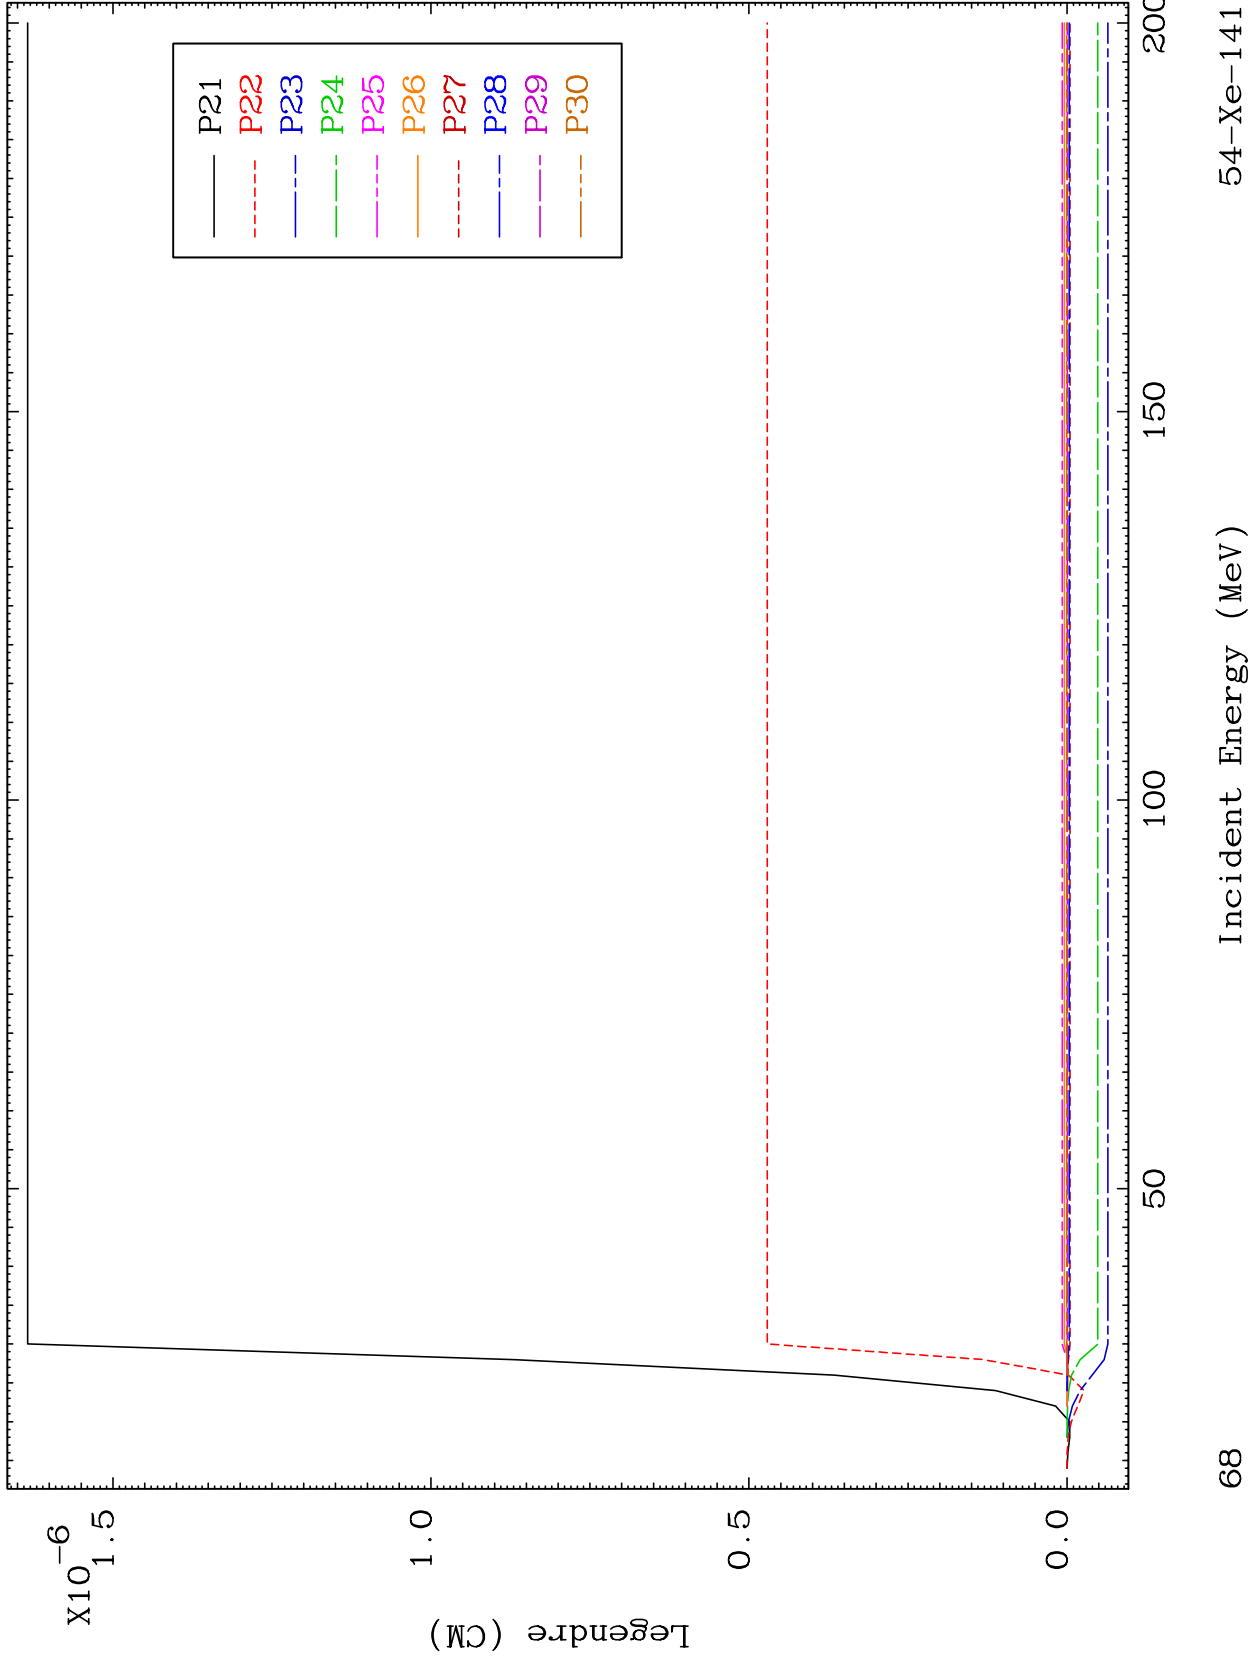 X10-6
1.5
1.0
0.5
0.0
Legendre (CM)
P21
P22
P23
P24
P25
P26
P27
P28
P29
P30
50
100
150
200
68
Incident Energy (MeV)
54-Xe-141